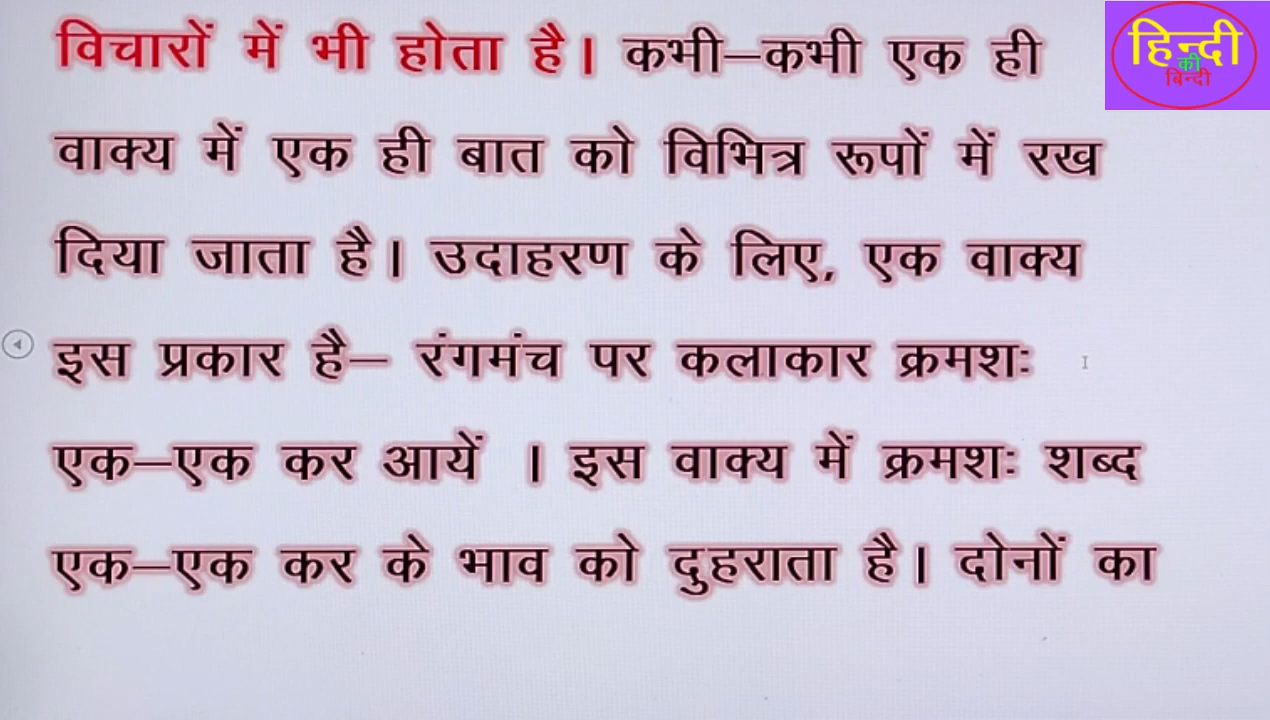 विचारों में भी होता है। कभी–कभी एक ही
वाक्य में एक ही बात को विभित्र रूपों में रख
दिया जाता है। उदाहरण के लिए, एक वाक्य
इस प्रकार है– रंगमंच पर कलाकार क्रमशः
एक–एक कर आयें । इस वाक्य में क्रमशः शब्द
एक–एक कर के भाव को दुहराता है। दोनों का
हिन्दी
की
बिन्दी